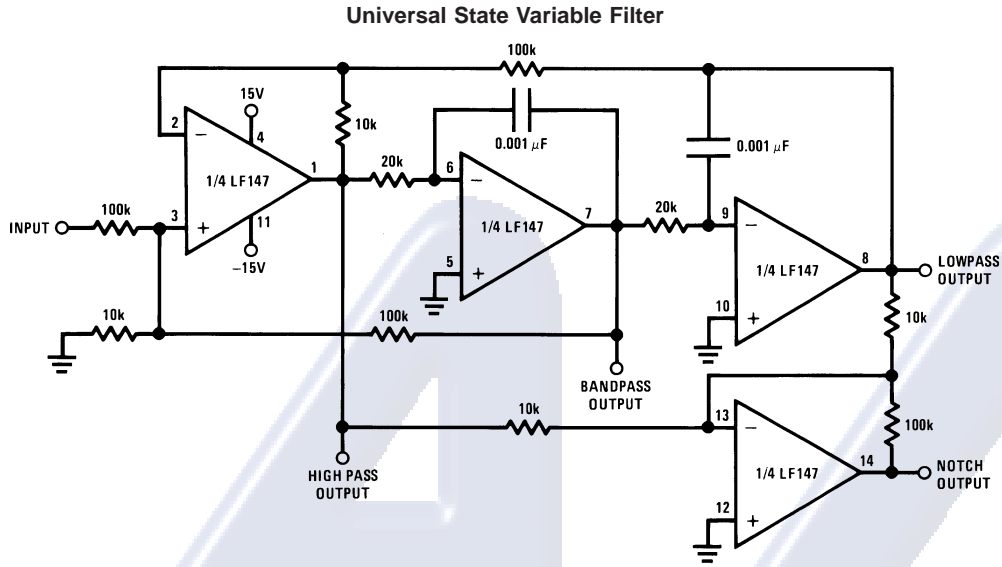 Universal State Variable Filter
100k
15V
2
−
4
10k
0.001 μF
0.001 μF
1/4 LF147
1
20k
6
−
INPUT
100k
3
+
11
−15V
1/4 LF147
7
20k
9
−
5
+
1/4 LF147
8
LOWPASS
OUTPUT
10k
100k
10
+
10k
BANDPASS
OUTPUT
10k
13
−
100k
HIGH PASS
OUTPUT
1/4 LF147
14
NOTCH
OUTPUT
12
+